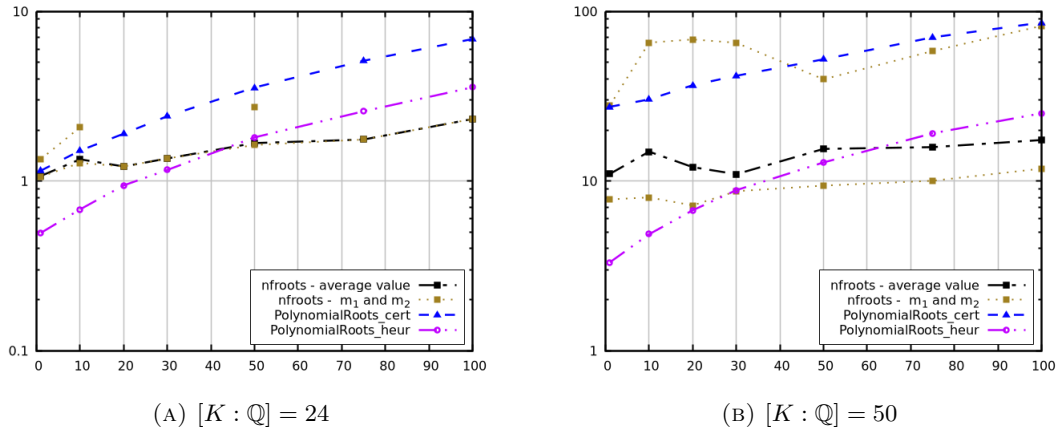 10
1
0.1
0 10 20 30 40 50 60 70 80 90 100
nfroots - average value
nfroots - m₁ and m₂
PolynomialRoots_cert
PolynomialRoots_heur
(A) [K : ℚ] = 24
100
10
1
0 10 20 30 40 50 60 70 80 90 100
nfroots - average value
nfroots - m₁ and m₂
PolynomialRoots_cert
PolynomialRoots_heur
(B) [K : ℚ] = 50